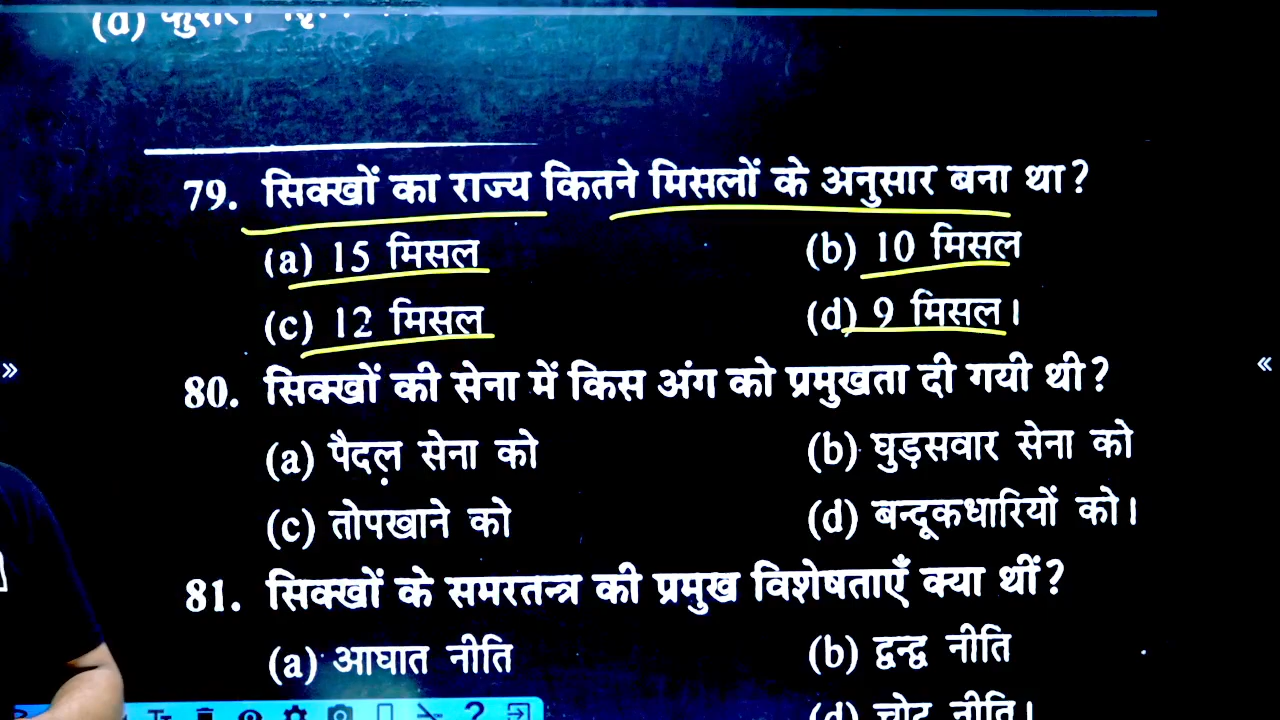 (d) कुशल
79. सिक्खों का राज्य कितने मिसलों के अनुसार बना था?
(a) 15 मिसल (b) 10 मिसल
(c) 12 मिसल (d) 9 मिसल।
80. सिक्खों की सेना में किस अंग को प्रमुखता दी गयी थी?
(a) पैदल सेना को (b) घुड़सवार सेना को
(c) तोपखाने को (d) बन्दूकधारियों को।
81. सिक्खों के समरतन्त्र की प्रमुख विशेषताएँ क्या थीं?
(a) आघात नीति (b) द्वन्द्व नीति
(d) चोट नीति।